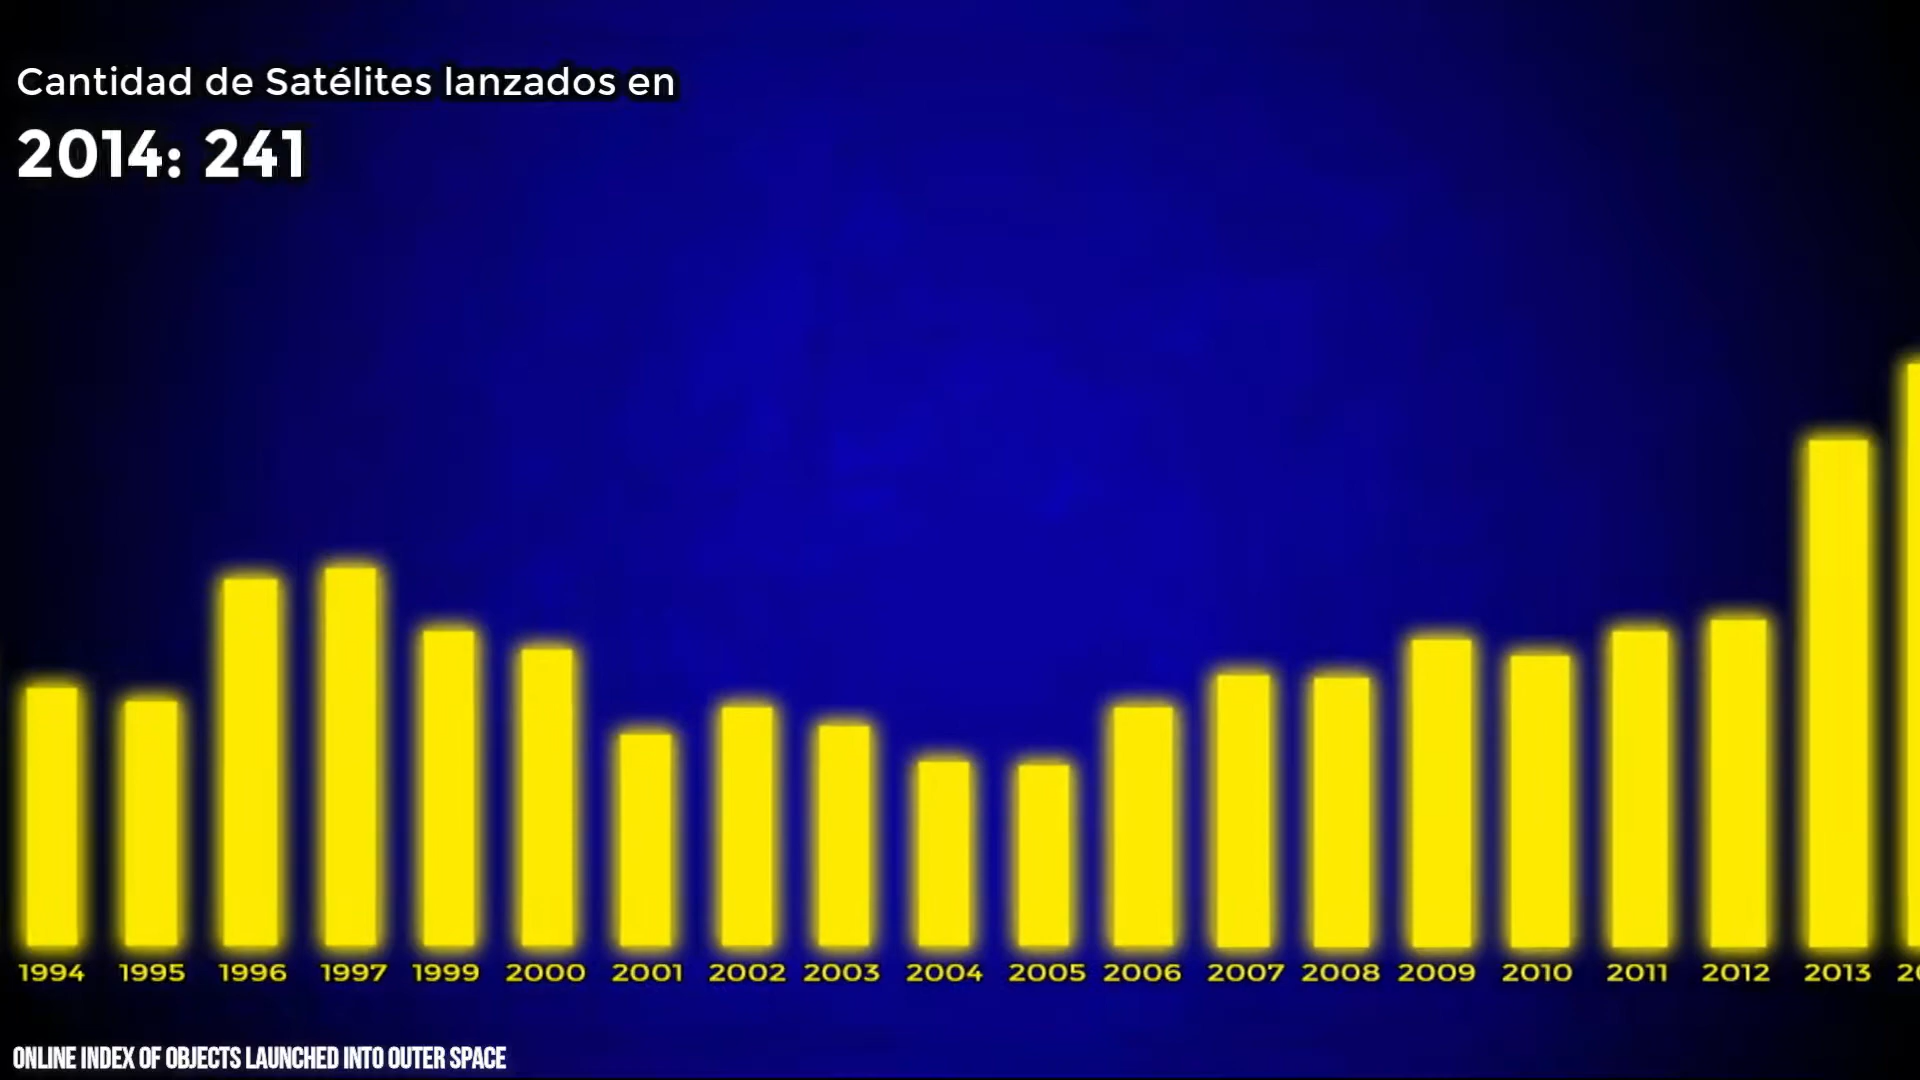 Cantidad de Satélites lanzados en
2014: 241
1994 1995 1996 1997 1999 2000 2001 2002 2003 2004 2005 2006 2007 2008 2009 2010 2011 2012 2013
ONLINE INDEX OF OBJECTS LAUNCHED INTO OUTER SPACE